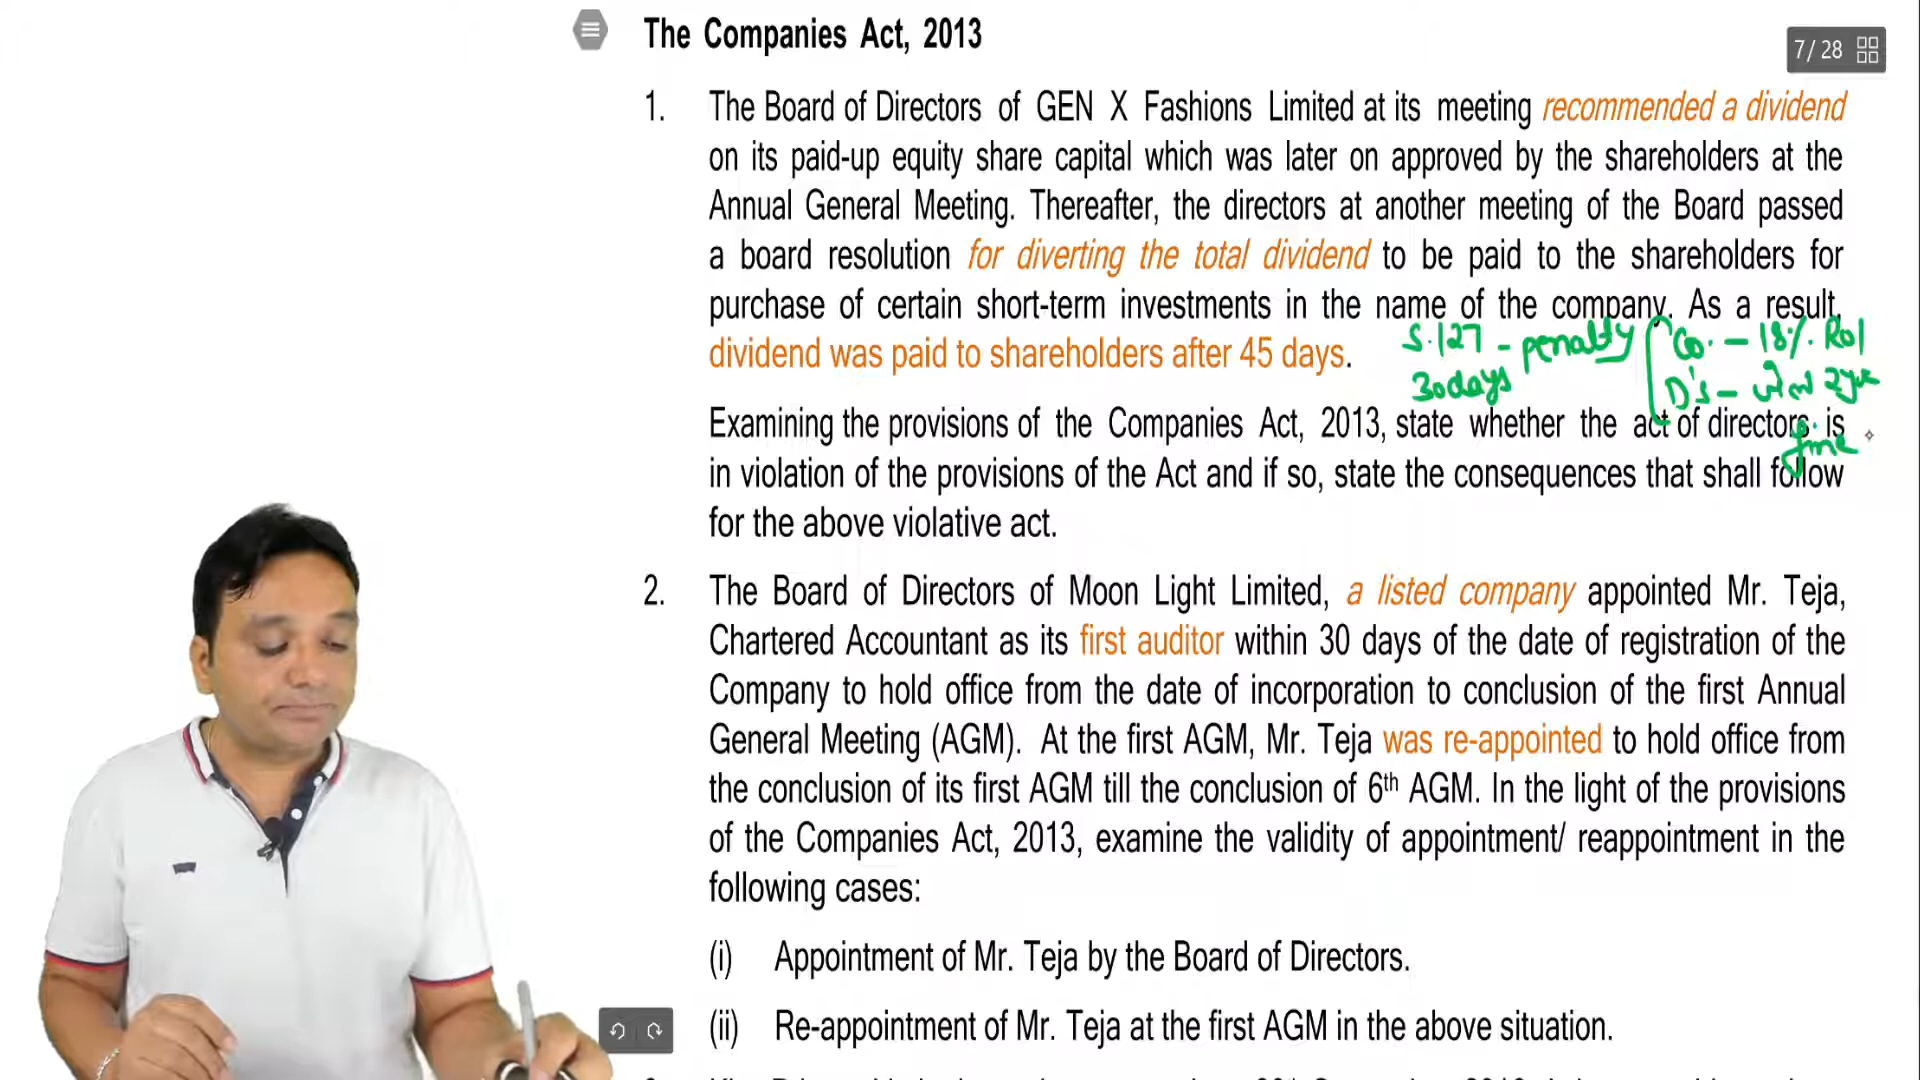 The Companies Act, 2013
7/ 28
1. The Board of Directors of GEN X Fashions Limited at its meeting recommended a dividend
on its paid-up equity share capital which was later on approved by the shareholders at the
Annual General Meeting. Thereafter, the directors at another meeting of the Board passed
a board resolution for diverting the total dividend to be paid to the shareholders for
purchase of certain short-term investments in the name of the company. As a result,
dividend was paid to shareholders after 45 days.
S.127 - penalty Co. - 18%. RoI
30days D's -
fine
Examining the provisions of the Companies Act, 2013, state whether the act of directors is
in violation of the provisions of the Act and if so, state the consequences that shall follow
for the above violative act.
2. The Board of Directors of Moon Light Limited, a listed company appointed Mr. Teja,
Chartered Accountant as its first auditor within 30 days of the date of registration of the
Company to hold office from the date of incorporation to conclusion of the first Annual
General Meeting (AGM). At the first AGM, Mr. Teja was re-appointed to hold office from
the conclusion of its first AGM till the conclusion of 6th AGM. In the light of the provisions
of the Companies Act, 2013, examine the validity of appointment/ reappointment in the
following cases:
(i) Appointment of Mr. Teja by the Board of Directors.
(ii) Re-appointment of Mr. Teja at the first AGM in the above situation.